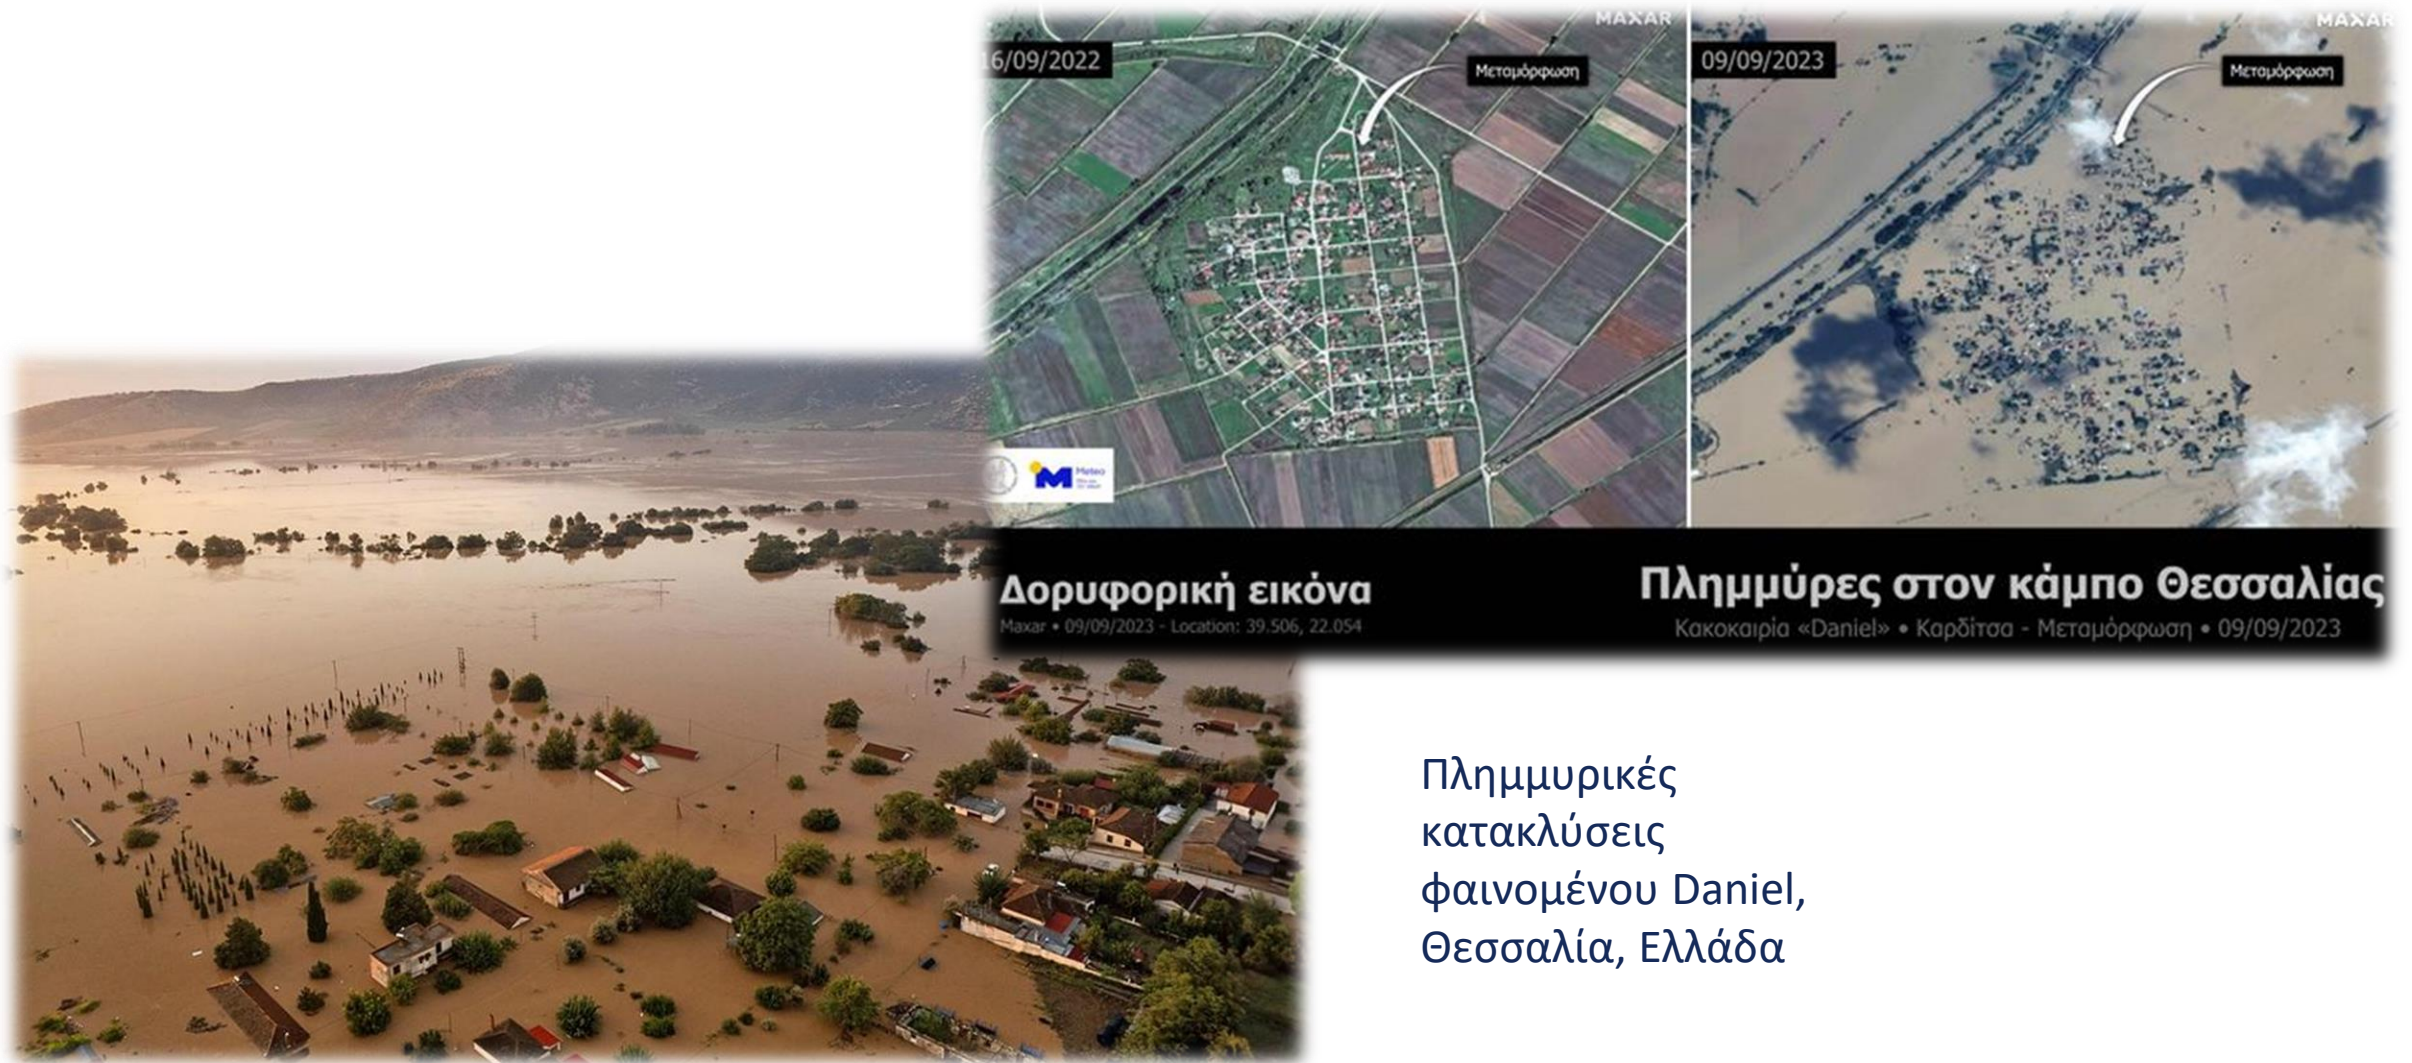 MAXAR
MAXAR
16/09/2022
Μεταμόρφωση
09/09/2023
Μεταμόρφωση
Meteo
Δορυφορική εικόνα
Maxar • 09/09/2023 - Location: 39.506, 22.054
Πλημμύρες στον κάμπο Θεσσαλίας
Κακοκαιρία «Daniel» • Καρδίτσα - Μεταμόρφωση • 09/09/2023
Πλημμυρικές
κατακλύσεις
φαινομένου Daniel,
Θεσσαλία, Ελλάδα